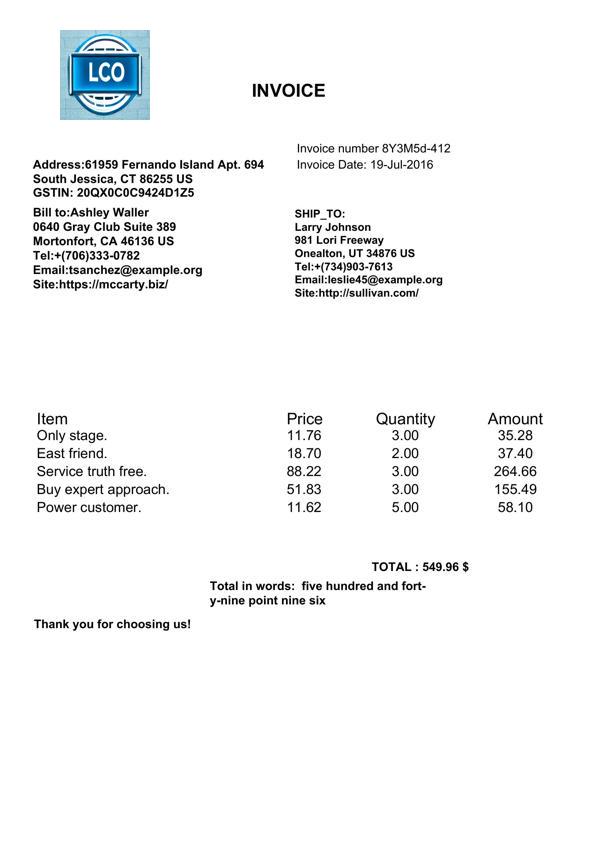 LCO
INVOICE
Invoice number 8Y3M5d-412
Invoice Date: 19-Jul-2016
Address:61959 Fernando Island Apt. 694
South Jessica, CT 86255 US
GSTIN: 20QX0C0C9424D1Z5
Bill to:Ashley Waller
0640 Gray Club Suite 389
Mortonfort, CA 46136 US
Tel:+(706)333-0782
Email:tsanchez@example.org
Site:https://mccarty.biz/
SHIP_TO:
Larry Johnson
981 Lori Freeway
Onealton, UT 34876 US
Tel:+(734)903-7613
Email:leslie45@example.org
Site:http://sullivan.com/
Item Price Quantity Amount
Only stage. 11.76 3.00 35.28
East friend. 18.70 2.00 37.40
Service truth free. 88.22 3.00 264.66
Buy expert approach. 51.83 3.00 155.49
Power customer. 11.62 5.00 58.10
TOTAL : 549.96 $
Total in words: five hundred and fort-
y-nine point nine six
Thank you for choosing us!